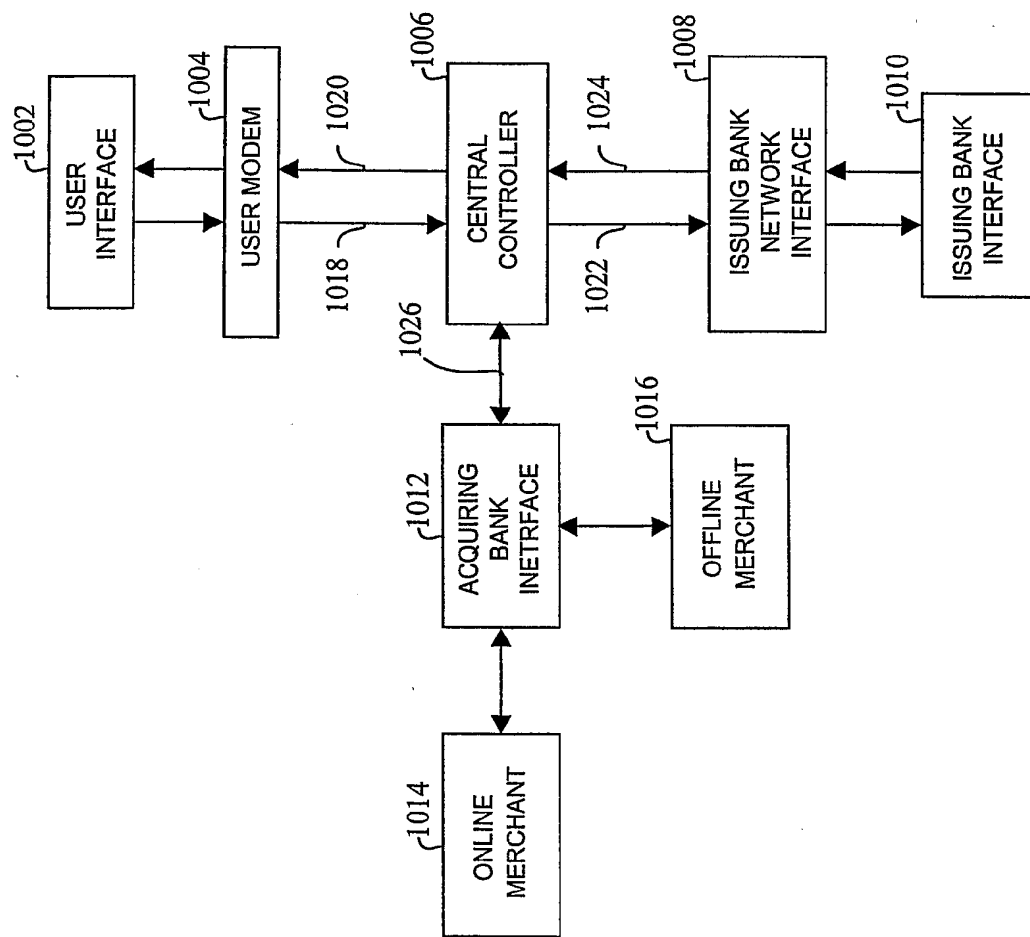 1002
USER
INTERFACE
1004
USER MODEM
1018
1020
1006
CENTRAL
CONTROLLER
1026
1012
ACQUIRING
BANK
INETRFACE
1014
ONLINE
MERCHANT
1016
OFFLINE
MERCHANT
1022
1024
1008
ISSUING BANK
NETWORK
INTERFACE
1010
ISSUING BANK
INTERFACE